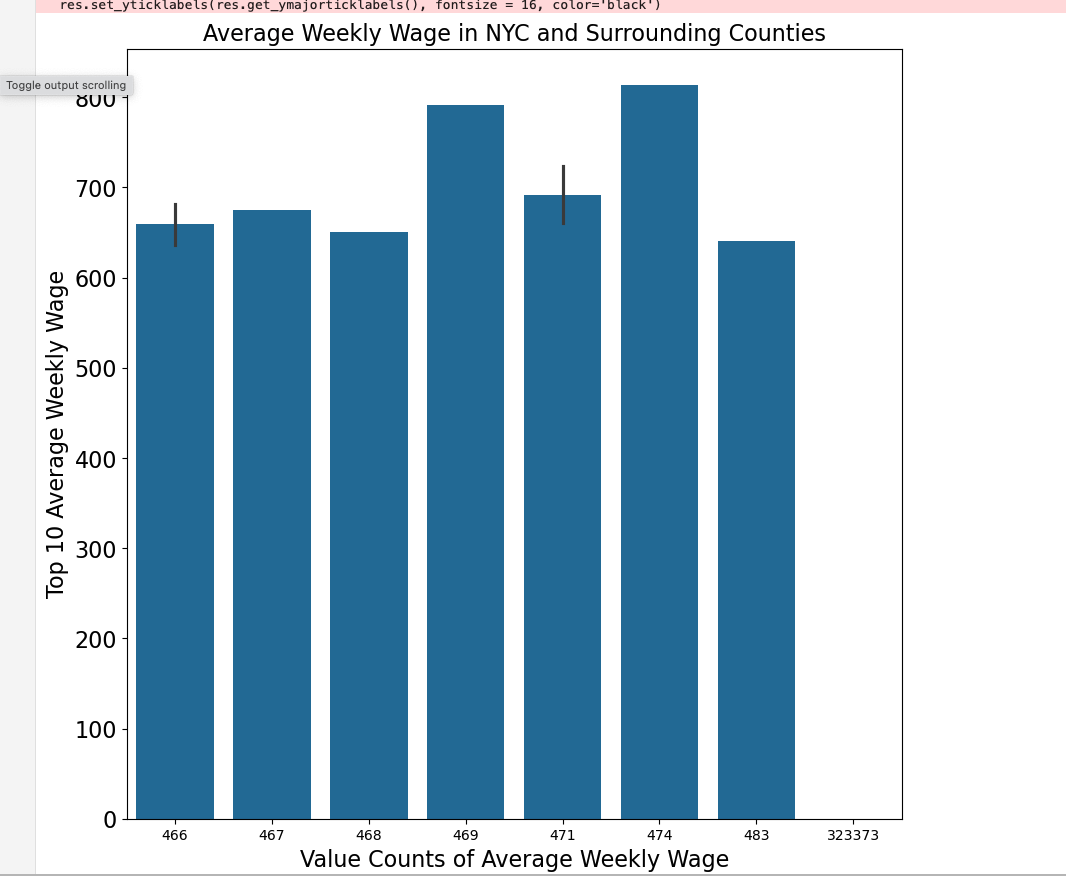 res.set_yticklabels(res.get_ymajorticklabels(), fontsize = 16, color='black')
Average Weekly Wage in NYC and Surrounding Counties
Toggle output scrolling
800
700
600
500
400
300
200
100
0
Top 10 Average Weekly Wage
466 467 468 469 471 474 483 323373
Value Counts of Average Weekly Wage